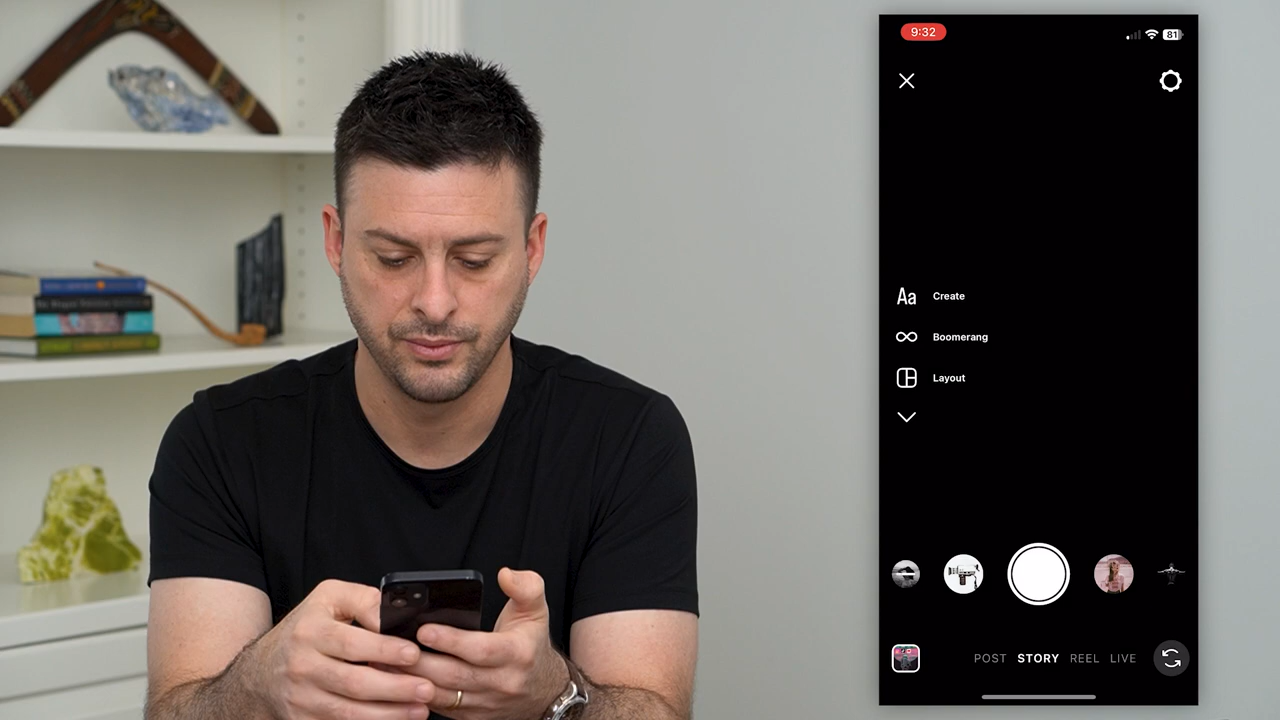 9:32
81
Aa Create
Boomerang
Layout
POST STORY REEL LIVE